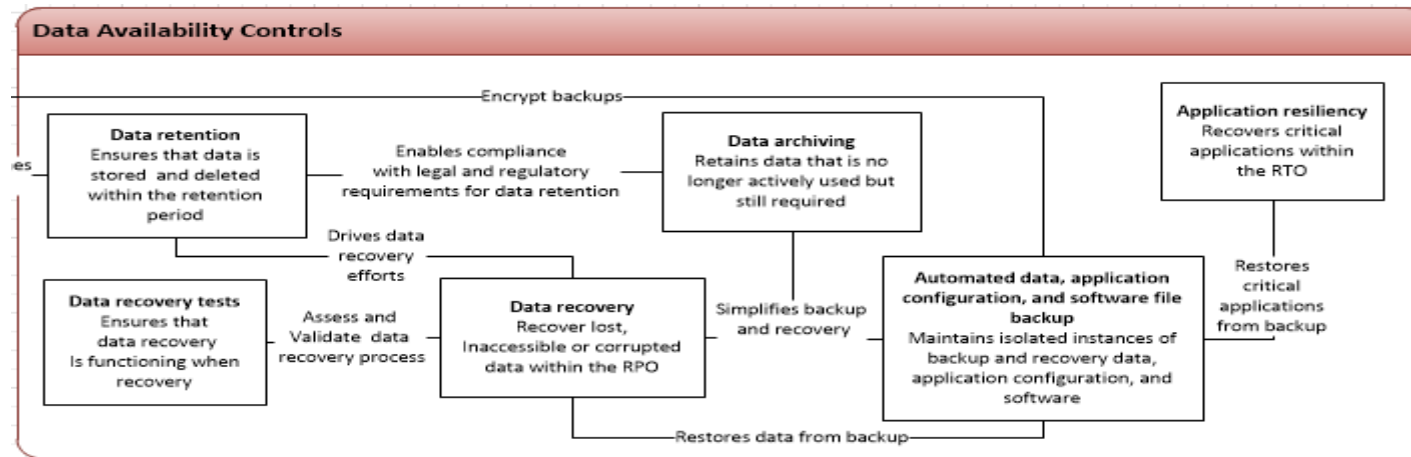 Data Availability Controls
Encrypt backups
Data retention
Ensures that data is
stored and deleted
within the retention
period
Enables compliance
with legal and regulatory
requirements for data retention
Data archiving
Retains data that is no
longer actively used but
still required
Application resiliency
Recovers critical
applications within
the RTO
es
Drives data
recovery
efforts
Data recovery tests
Ensures that
data recovery
Is functioning when
recovery
Assess and
Validate data
recovery process
Data recovery
Recover lost,
Inaccessible or corrupted
data within the RPO
Simplifies backup
and recovery
Automated data, application
configuration, and software file
backup
Maintains isolated instances of
backup and recovery data,
application configuration, and
software
Restores
critical
applications
from backup
Restores data from backup